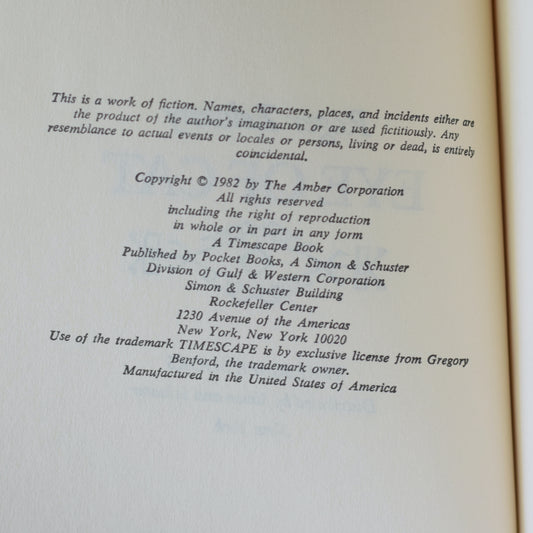 This is a work of fiction. Names, characters, places, and incidents either are
the product of the author's imagination or are used fictitiously. Any
resemblance to actual events or locales or persons, living or dead, is entirely
coincidental.
Copyright © 1982 by The Amber Corporation
All rights reserved
including the right of reproduction
in whole or in part in any form
A Timescape Book
Published by Pocket Books, A Simon & Schuster
Division of Gulf & Western Corporation
Simon & Schuster Building
Rockefeller Center
1230 Avenue of the Americas
New York, New York 10020
Use of the trademark TIMESCAPE is by exclusive license from Gregory
Benford, the trademark owner.
Manufactured in the United States of America